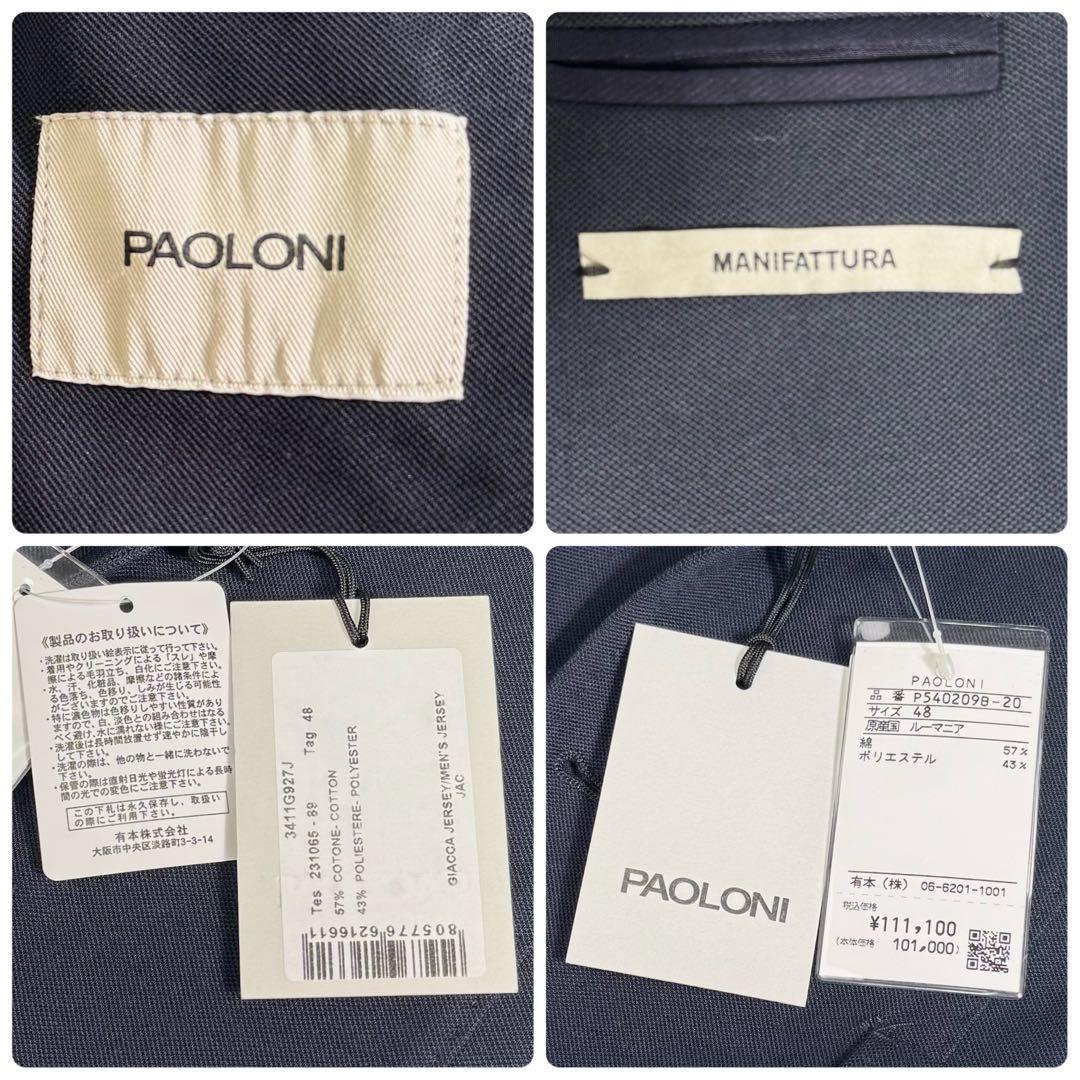 PAOLONI
MANIFATTURA
《製品のお取り扱いについて》
・洗濯は取り扱い絵表示に従って行って下さい。
・着用やクリーニングによる「スレ」や摩
擦による毛羽立ち、白化にご注意下さい。
・水、汗、化粧品、摩擦などの諸条件によ
る色落ち、色移り、しみが生じる可能性
がございますのでご注意下さい。
・特に濃色物は色移りしやすい性質があり
ますので、白、淡色との組み合わせはなる
べく避け、水に濡れない様にご注意下さい。
・洗濯後は長時間放置せず速やかに陰干し
して下さい。
・洗濯の際は、他の物と一緒に洗わないで
下さい。
・保管の際は直射日光や蛍光灯による長時
間の光での変色にご注意下さい。
この下札は永久保存し、取扱い
の際にご利用下さい。
有本株式会社
大阪市中央区淡路町3-3-14
3411G927J Tag 48
Tes 231065 - 89
57% COTONE- COTTON
43% POLIESTERE- POLYESTER
GIACCA JERSEY/MEN'S JERSEY
JAC
8 057766 216611
PAOLONI
PAOLONI
品 番 P540209B-20
サイズ 48
原産国 ルーマニア
綿 57%
ポリエステル 43%
有本(株) 06-6201-1001
税込価格
¥111,100
(本体価格 101,000)